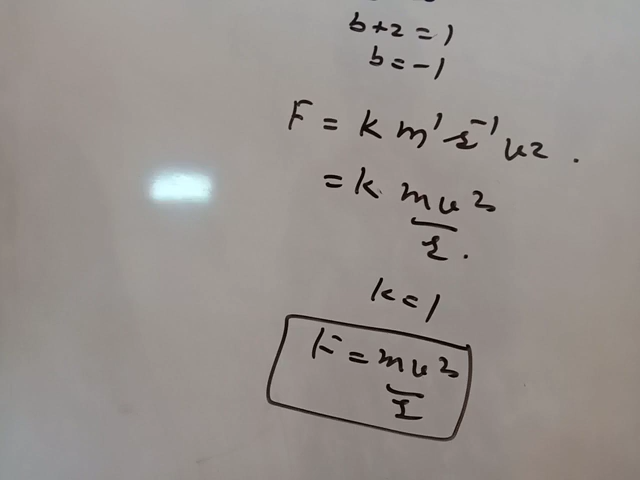 b+2=1
b=-1
F = k m¹ r⁻¹ v2.
= k mv2
r.
k=1
F = mv2
r